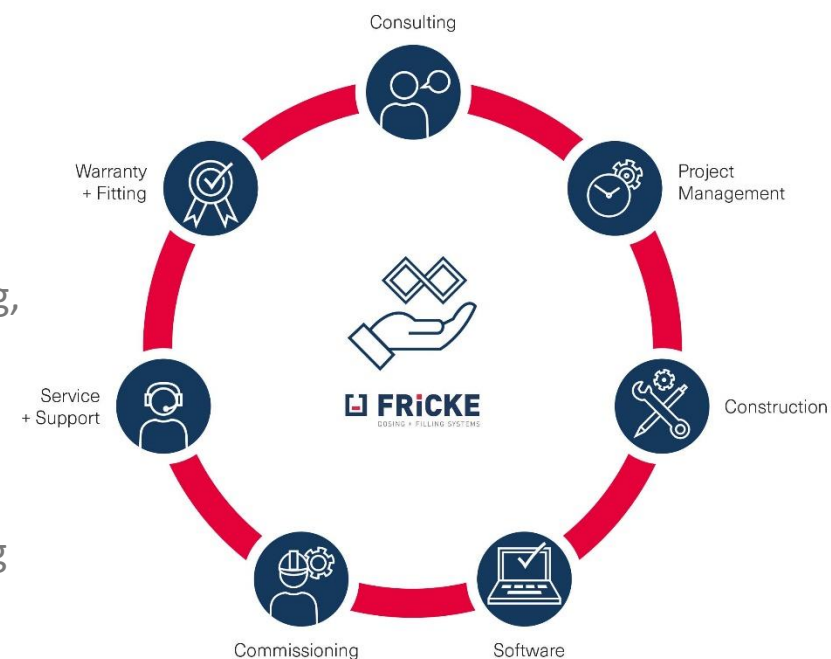 Consulting
Warranty
+ Fitting
Project
Management
g,
Service
+ Support
FRiCKE
DOSING + FILLING SYSTEMS
Construction
g
Commissioning
Software